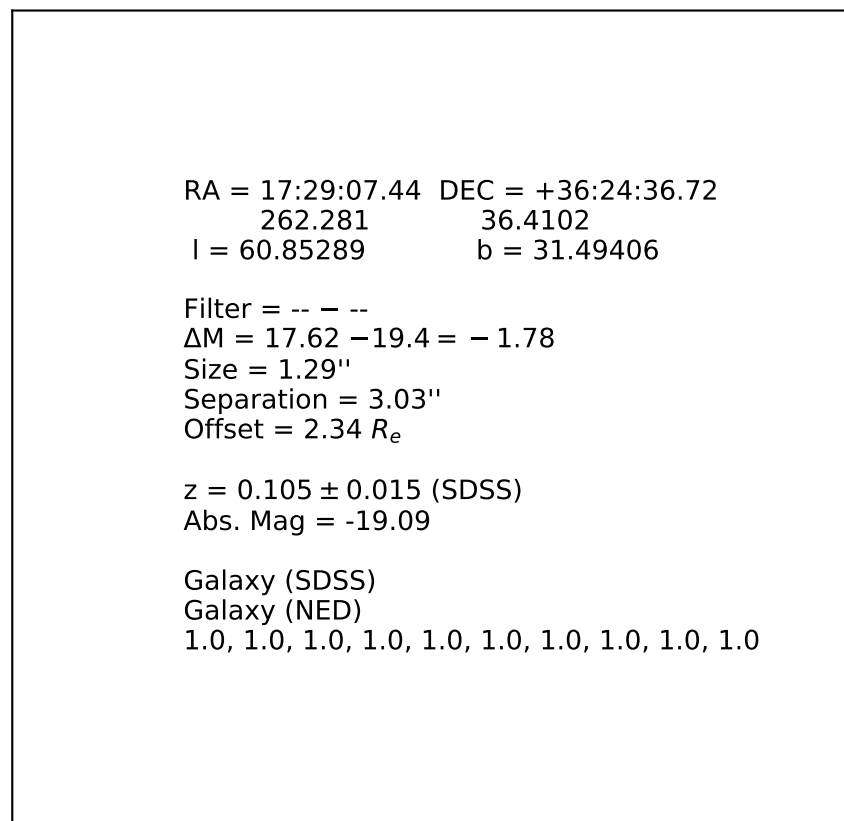 RA = 17:29:07.44  DEC = +36:24:36.72
262.281  36.4102
l = 60.85289  b = 31.49406
Filter = -- − --
ΔM = 17.62 −19.4 = − 1.78
Size = 1.29''
Separation = 3.03''
Offset = 2.34 Rₑ
z = 0.105 ± 0.015 (SDSS)
Abs. Mag = -19.09
Galaxy (SDSS)
Galaxy (NED)
1.0, 1.0, 1.0, 1.0, 1.0, 1.0, 1.0, 1.0, 1.0, 1.0